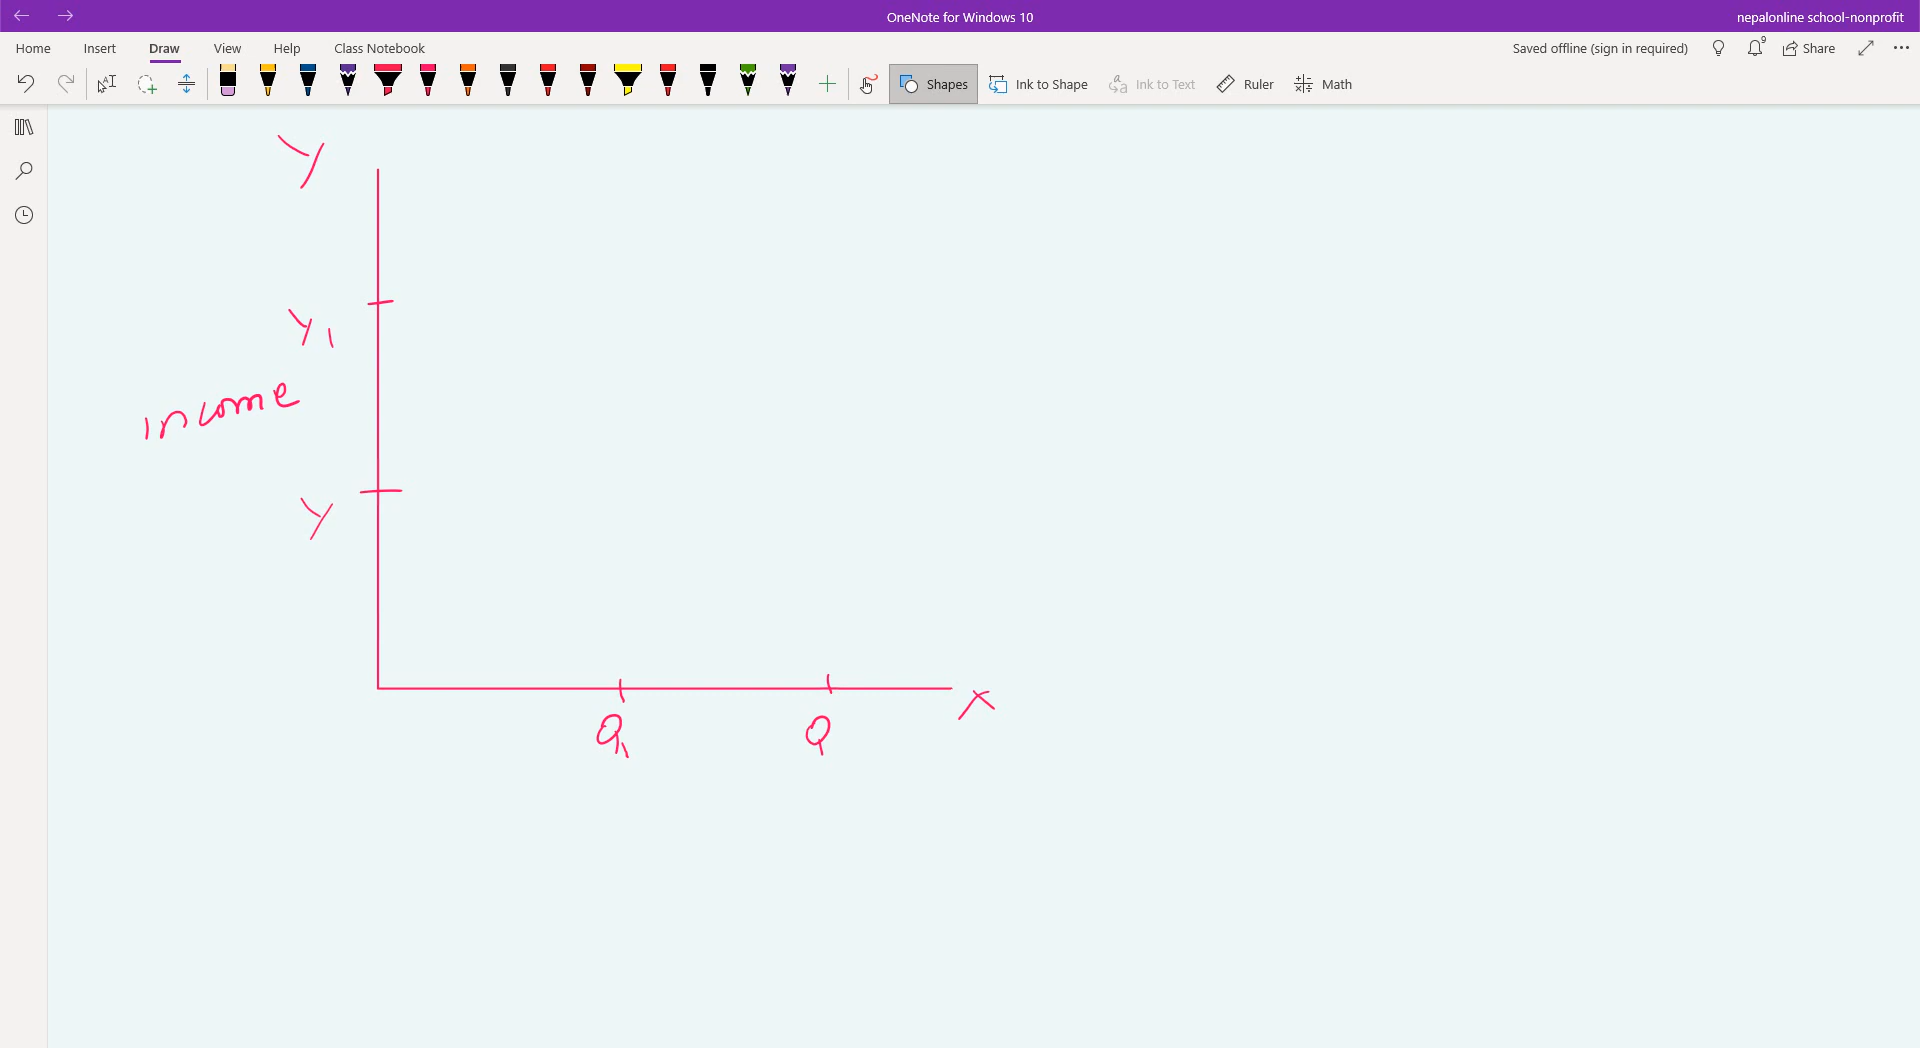 OneNote for Windows 10
nepalonline school-nonprofit
Home Insert Draw View Help Class Notebook
Saved offline (sign in required) 9 Share
Shapes Ink to Shape Ink to Text Ruler Math
Y
Y1
income
Y
X
Q1 Q